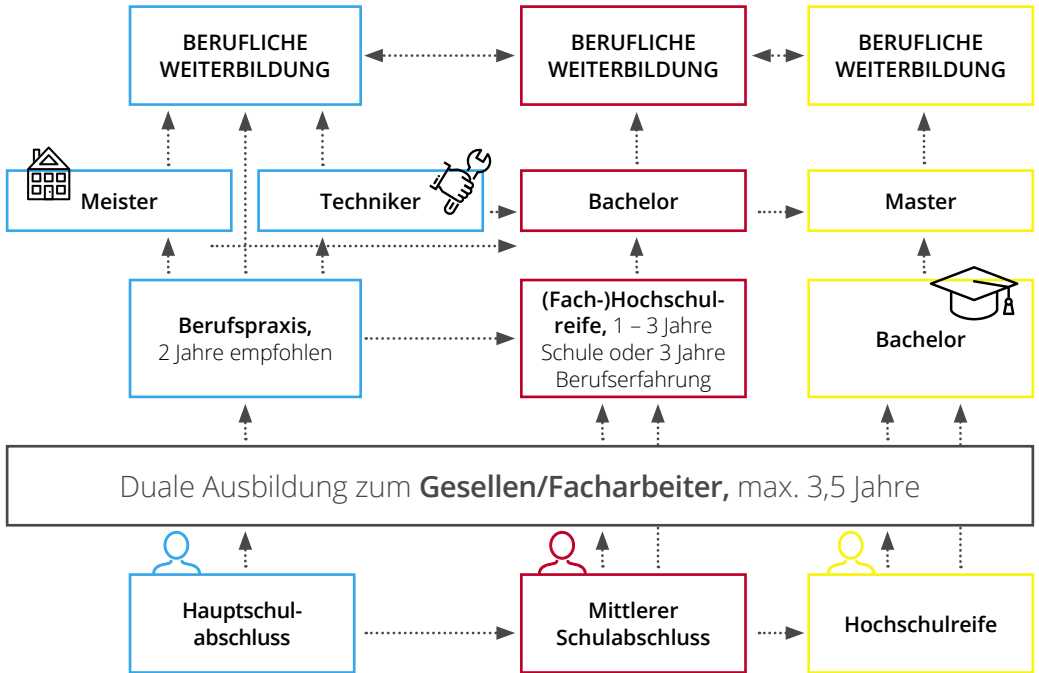 BERUFLICHE
WEITERBILDUNG
BERUFLICHE
WEITERBILDUNG
BERUFLICHE
WEITERBILDUNG
Meister
Techniker
Bachelor
Master
Berufspraxis,
2 Jahre empfohlen
(Fach-)Hochschul-
reife, 1 – 3 Jahre
Schule oder 3 Jahre
Berufserfahrung
Bachelor
Duale Ausbildung zum Gesellen/Facharbeiter, max. 3,5 Jahre
Hauptschul-
abschluss
Mittlerer
Schulabschluss
Hochschulreife